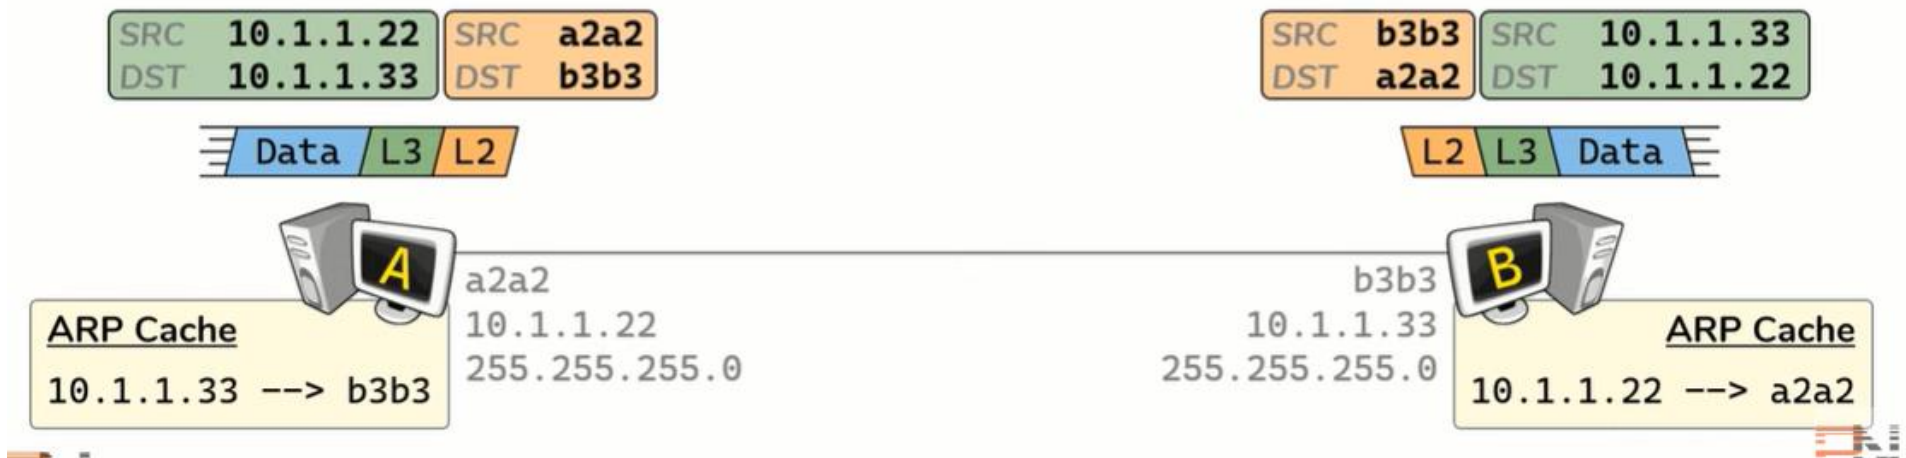 SRC 10.1.1.22 SRC a2a2
DST 10.1.1.33 DST b3b3
SRC b3b3 SRC 10.1.1.33
DST a2a2 DST 10.1.1.22
Data L3 L2
L2 L3 Data
A
B
a2a2
10.1.1.22
255.255.255.0
b3b3
10.1.1.33
255.255.255.0
ARP Cache
10.1.1.33 --> b3b3
ARP Cache
10.1.1.22 --> a2a2